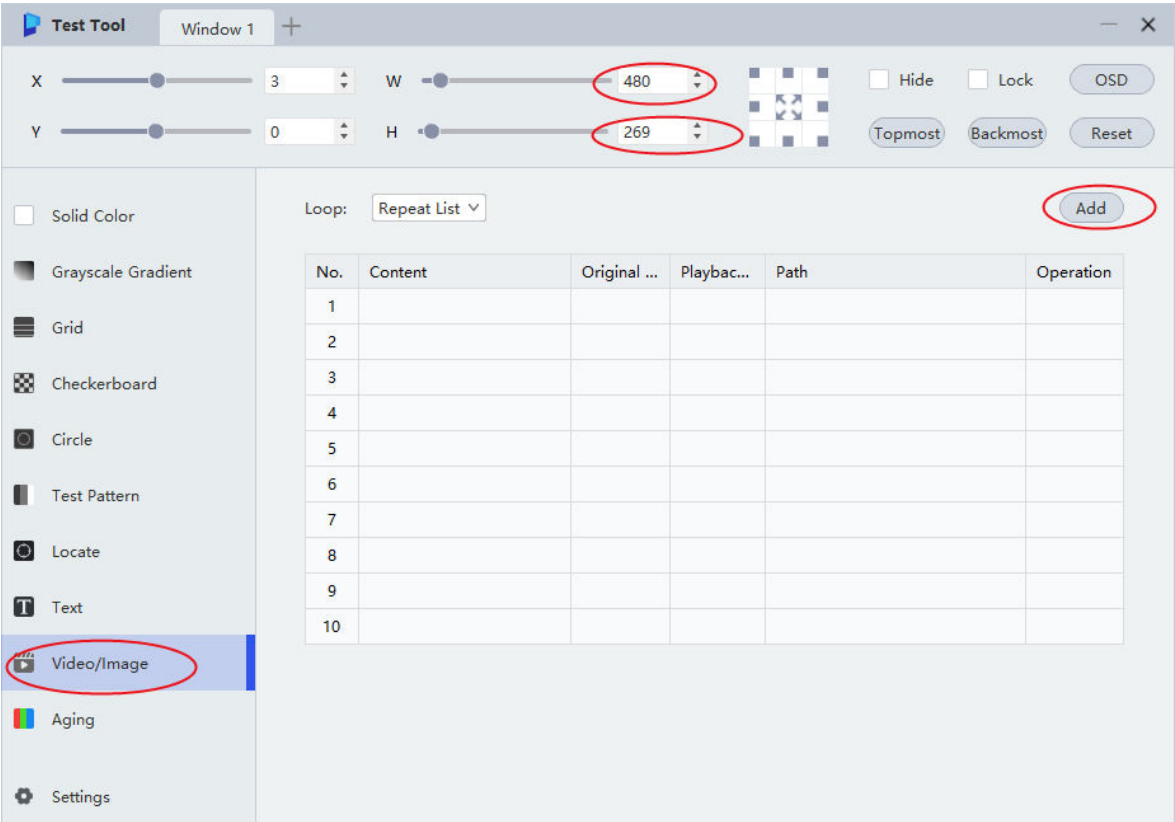 Test Tool Window 1
X 3 W 480 Hide Lock OSD
Y 0 H 269 Topmost Backmost Reset
Solid Color
Grayscale Gradient
Grid
Checkerboard
Circle
Test Pattern
Locate
Text
Video/Image
Aging
Settings
Loop: Repeat List Add
No. Content Original ... Playbac... Path Operation
1
2
3
4
5
6
7
8
9
10